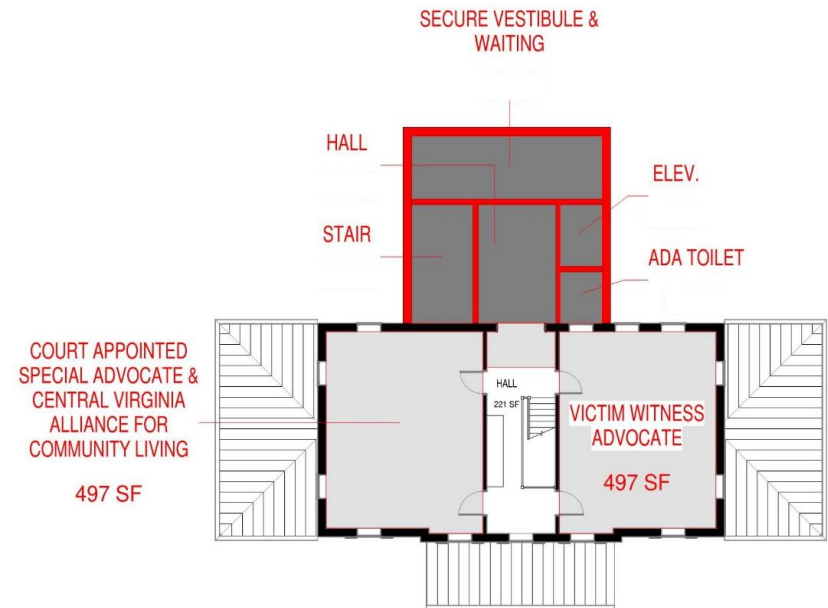 SECURE VESTIBULE &
WAITING
HALL
ELEV.
STAIR
ADA TOILET
COURT APPOINTED
SPECIAL ADVOCATE &
CENTRAL VIRGINIA
ALLIANCE FOR
COMMUNITY LIVING
497 SF
HALL
221 SF
VICTIM WITNESS
ADVOCATE
497 SF